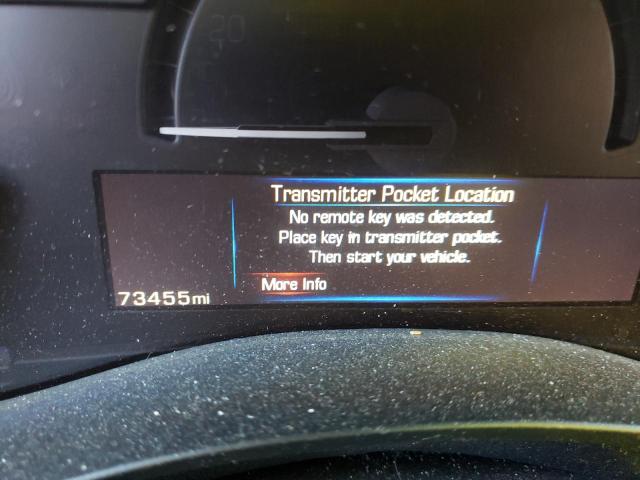 20
Transmitter Pocket Location
No remote key was detected.
Place key in transmitter pocket.
Then start your vehicle.
More Info
73455mi